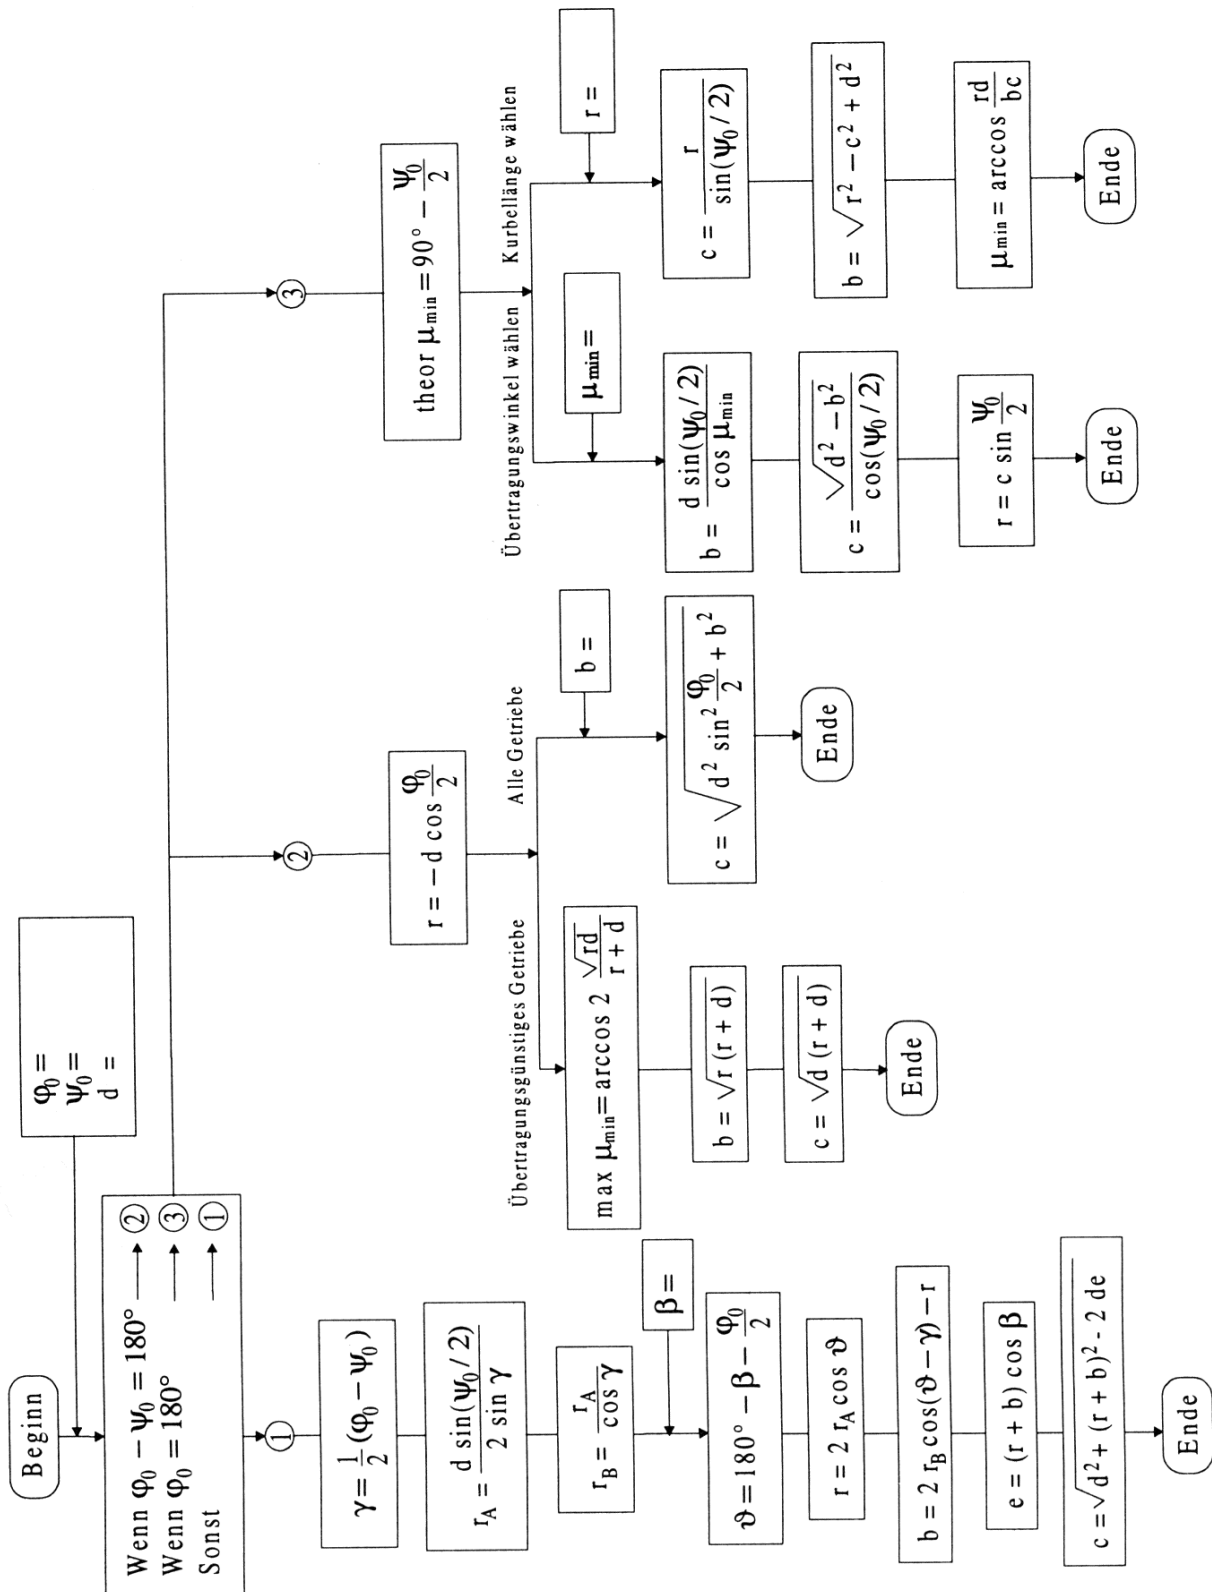 Beginn
φ₀ =
ψ₀ =
d =
Wenn φ₀ − ψ₀ = 180° → ②
Wenn φ₀ = 180° → ③
Sonst → ①
①
γ = 1/2 (φ₀ − ψ₀)
r_A = d sin(ψ₀/2) / 2 sin γ
r_B = r_A / cos γ
β =
ϑ = 180° − β − φ₀/2
r = 2 r_A cos ϑ
b = 2 r_B cos(ϑ − γ) − r
e = (r + b) cos β
c = √(d² + (r + b)² - 2 de)
Ende
②
r = − d cos φ₀/2
Übertragungsgünstiges Getriebe
max μ_min = arccos 2 √(rd) / (r + d)
b = √(r (r + d))
c = √(d (r + d))
Ende
Alle Getriebe
b =
c = √(d² sin² φ₀/2 + b²)
Ende
③
theor μ_min = 90° − ψ₀/2
Übertragungswinkel wählen
μ_min =
b = d sin(ψ₀/2) / cos μ_min
c = √(d² − b²) / cos(ψ₀/2)
r = c sin ψ₀/2
Ende
Kurbellänge wählen
r =
c = r / sin(ψ₀/2)
b = √(r² − c² + d²)
μ_min = arccos rd/bc
Ende